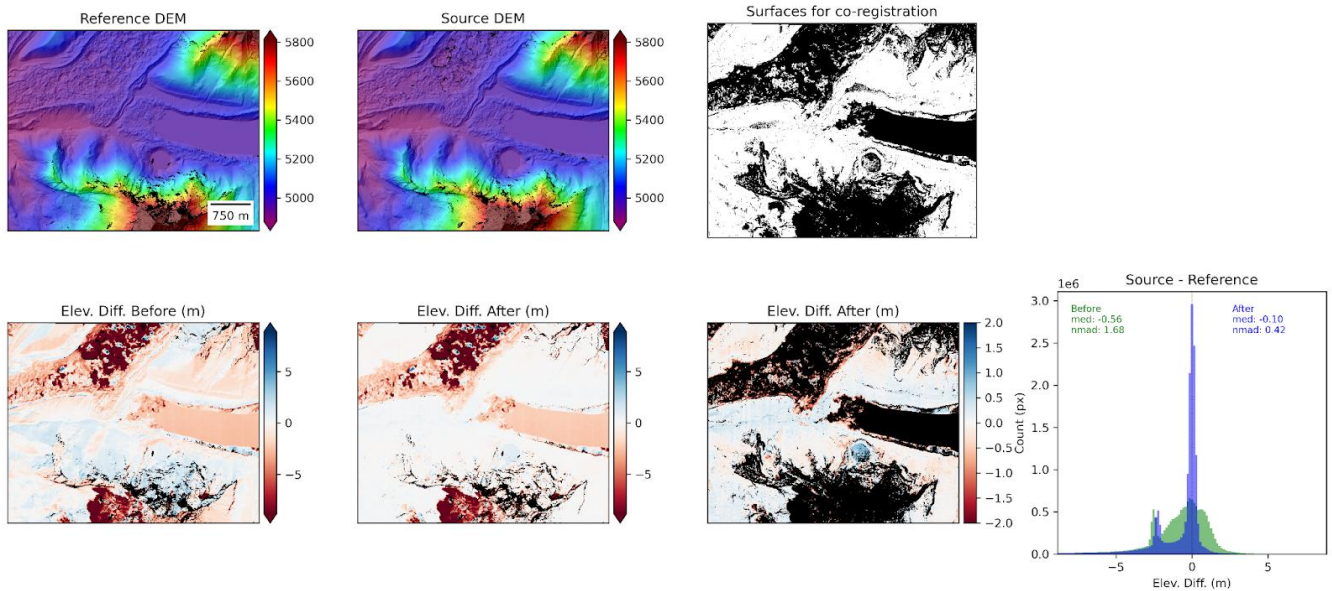 Reference DEM
5800
5600
5400
5200
5000
750 m
Source DEM
5800
5600
5400
5200
5000
Surfaces for co-registration
Elev. Diff. Before (m)
5
0
−5
Elev. Diff. After (m)
5
0
−5
Elev. Diff. After (m)
2.0
1.5
1.0
0.5
0.0
−0.5
−1.0
−1.5
−2.0
Source - Reference
1e6
3.0
2.5
2.0
1.5
1.0
0.5
0.0
Count (px)
Before
med: -0.56
nmad: 1.68
After
med: -0.10
nmad: 0.42
−5
0
5
Elev. Diff. (m)